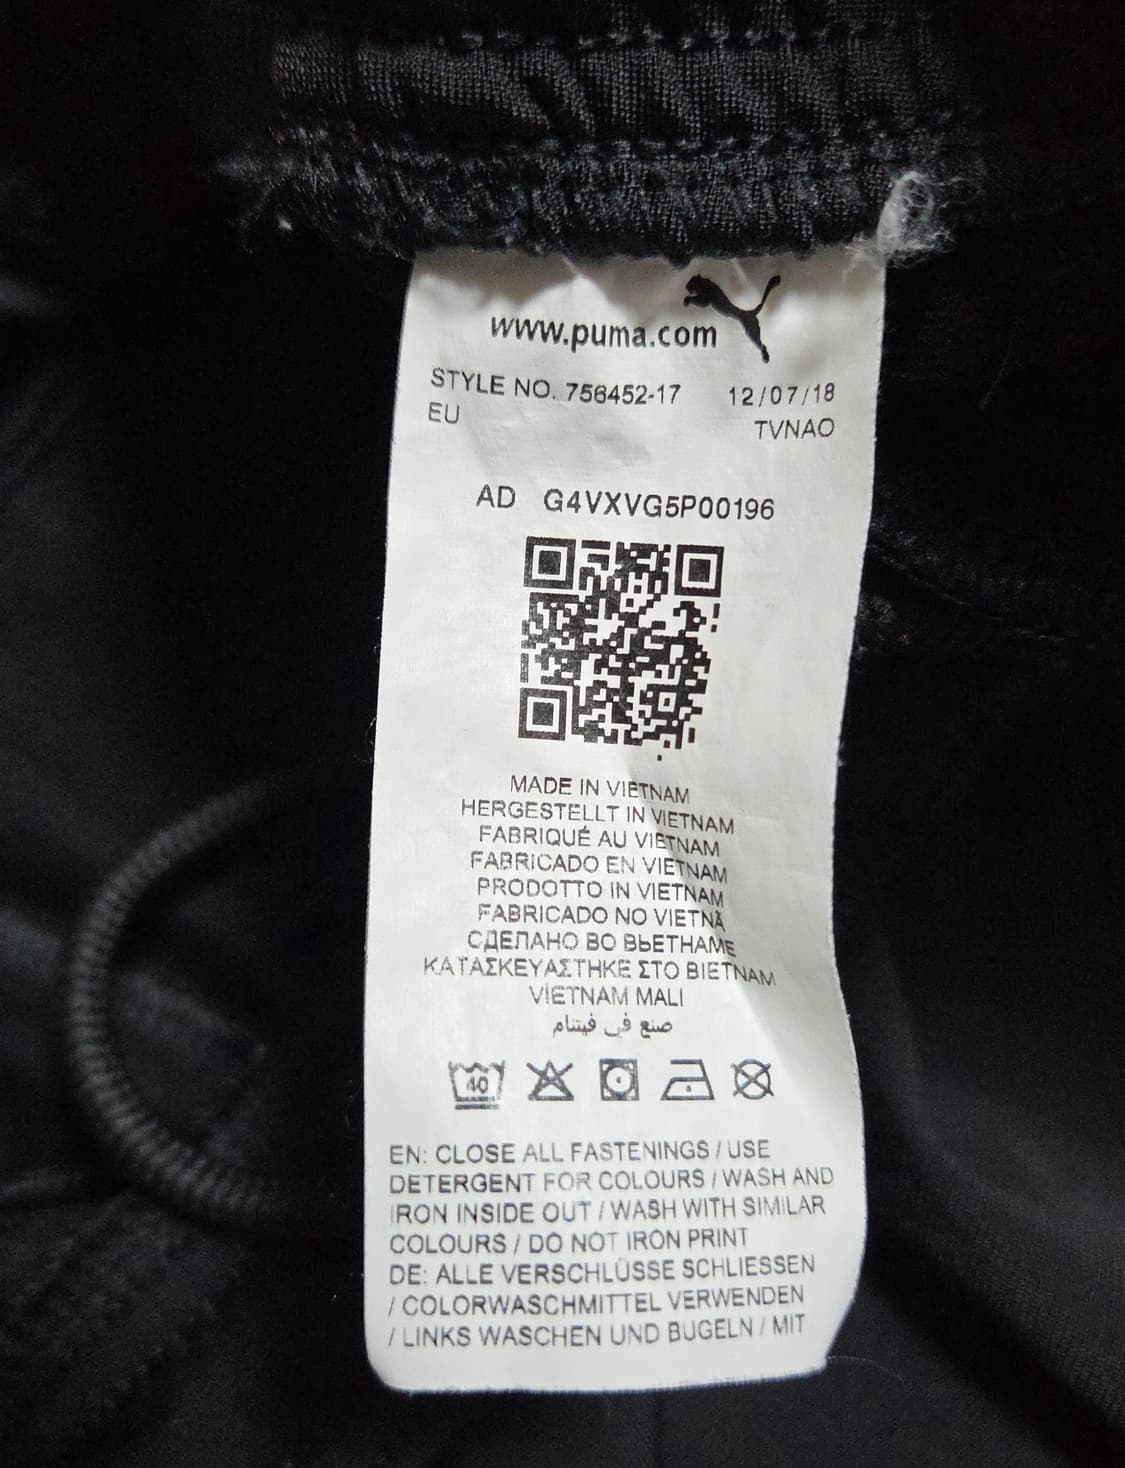 www.puma.com
STYLE NO. 756452-17 12/07/18
EU TVNAO
AD G4VXVG5P00196
MADE IN VIETNAM
HERGESTELLT IN VIETNAM
FABRIQUÉ AU VIETNAM
FABRICADO EN VIETNAM
PRODOTTO IN VIETNAM
FABRICADO NO VIETNÃ
СДЕЛАНО ВО ВЬЕТНАМЕ
ΚΑΤΑΣΚΕΥΑΣΤΗΚΕ ΣΤΟ ΒΙΕΤΝΑΜ
VİETNAM MALI
صنع في فيتنام
40
EN: CLOSE ALL FASTENINGS / USE
DETERGENT FOR COLOURS / WASH AND
IRON INSIDE OUT / WASH WITH SIMILAR
COLOURS / DO NOT IRON PRINT
DE: ALLE VERSCHLÜSSE SCHLIESSEN
/ COLORWASCHMITTEL VERWENDEN
/ LINKS WASCHEN UND BÜGELN / MIT